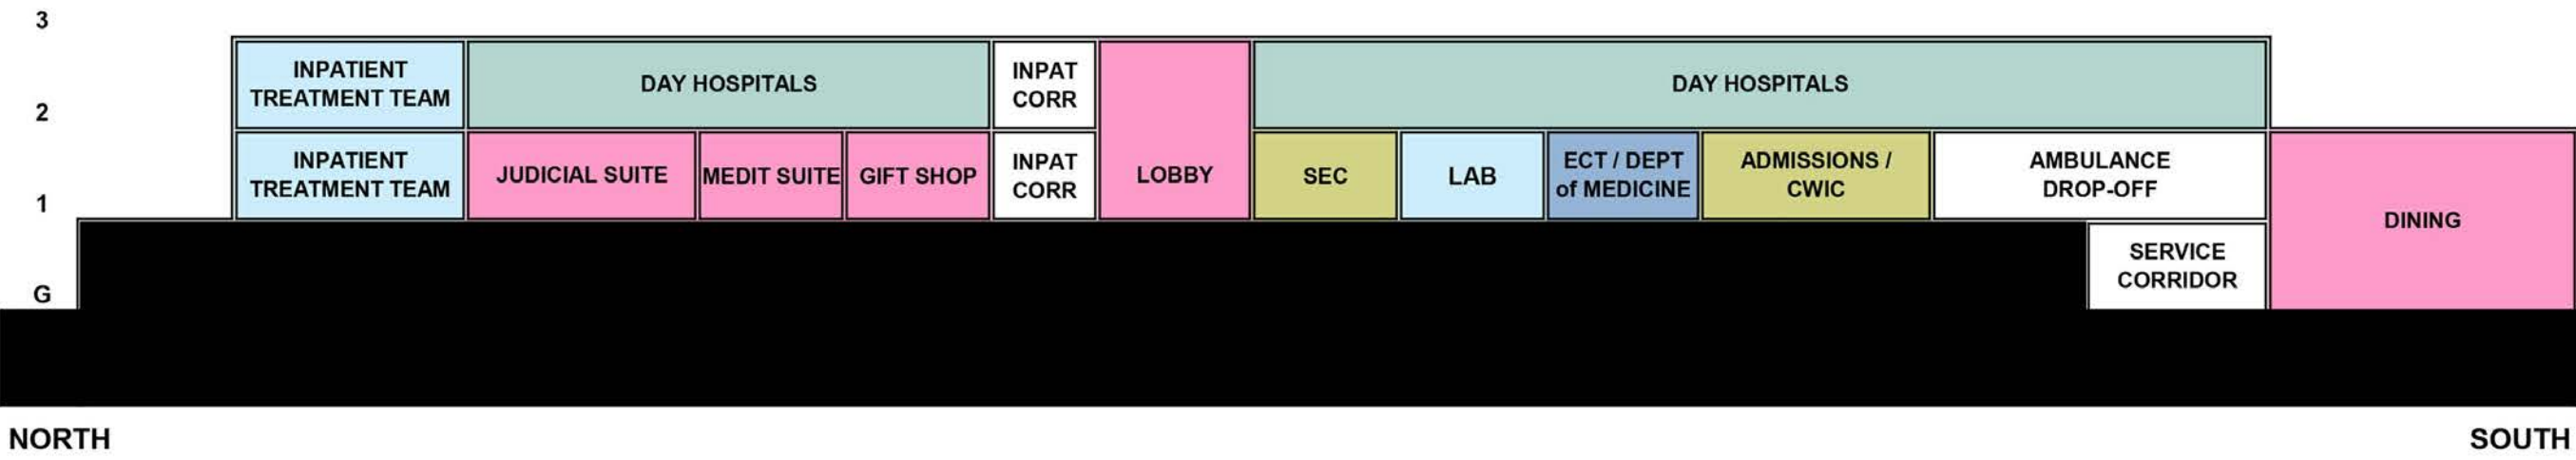 3
INPATIENT
TREATMENT TEAM
DAY HOSPITALS
INPAT
CORR
DAY HOSPITALS
2
INPATIENT
TREATMENT TEAM
JUDICIAL SUITE
MEDIT SUITE
GIFT SHOP
INPAT
CORR
LOBBY
SEC
LAB
ECT / DEPT
of MEDICINE
ADMISSIONS /
CWIC
AMBULANCE
DROP-OFF
1
DINING
SERVICE
CORRIDOR
G
NORTH
SOUTH